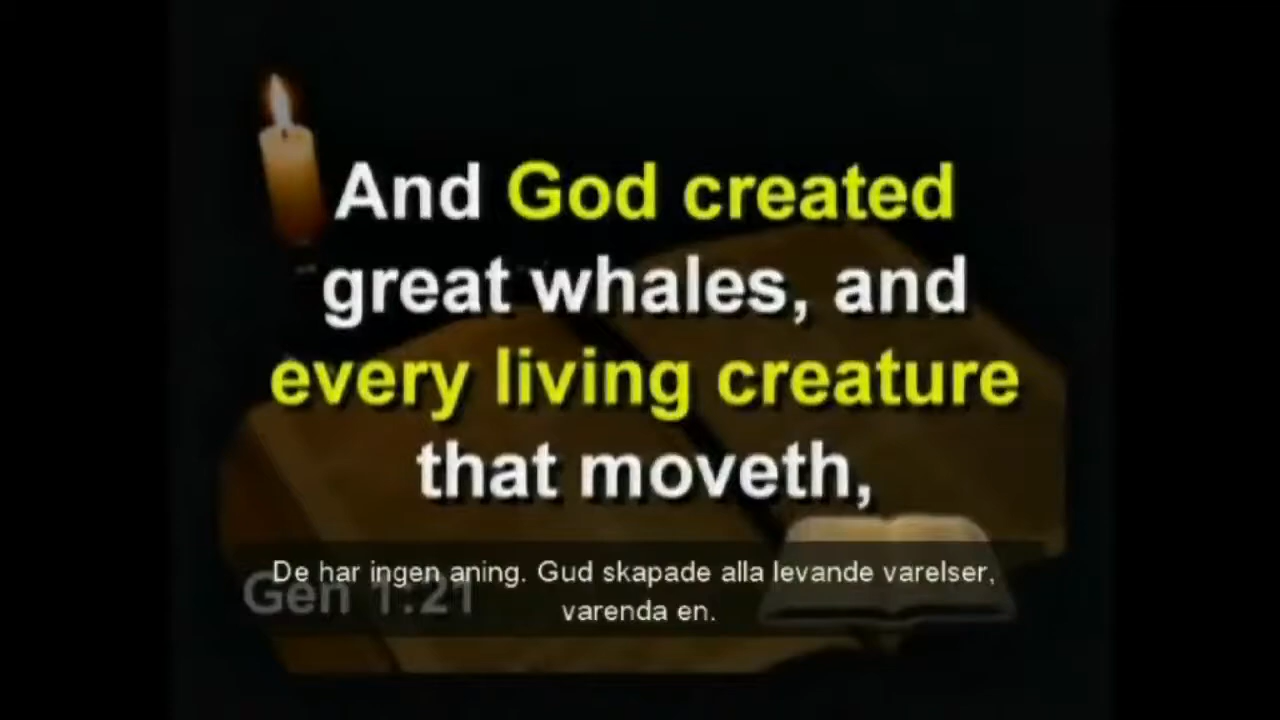 And God created
great whales, and
every living creature
that moveth,
De har ingen aning. Gud skapade alla levande varelser,
varenda en.
Gen 1:21